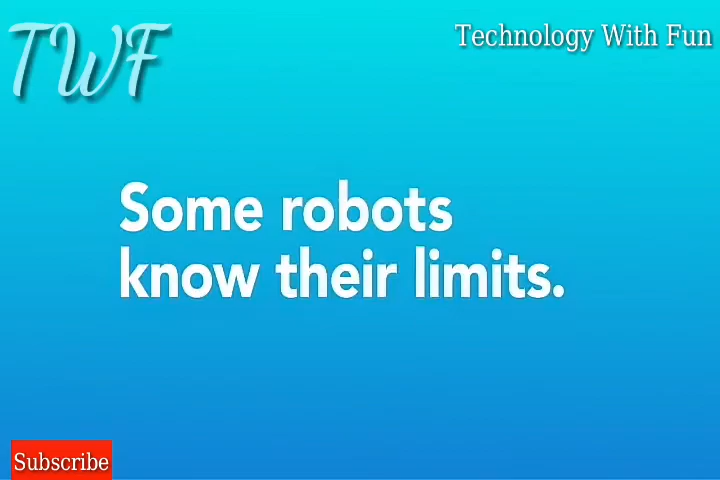 TWF
Technology With Fun
Some robots
know their limits.
Subscribe